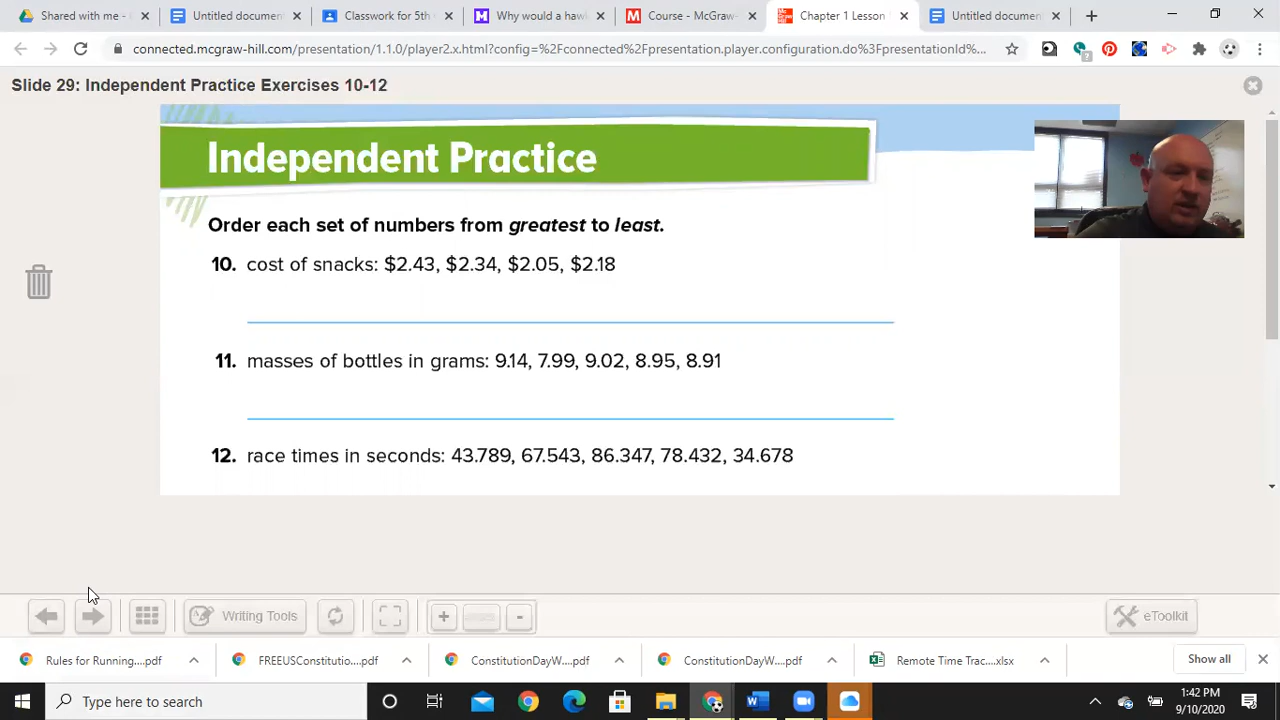 Shared with me -
Untitled documen
Classwork for 5th
Why would a haw
Course - McGraw-
Chapter 1 Lesson
Untitled documen
connected.mcgraw-hill.com/presentation/1.1.0/player2.x.html?config=%2Fconnected%2Fpresentation.player.configuration.do%3FpresentationId%...
Slide 29: Independent Practice Exercises 10-12
Independent Practice
Order each set of numbers from greatest to least.
10. cost of snacks: $2.43, $2.34, $2.05, $2.18
11. masses of bottles in grams: 9.14, 7.99, 9.02, 8.95, 8.91
12. race times in seconds: 43.789, 67.543, 86.347, 78.432, 34.678
Writing Tools
+
-
eToolkit
Rules for Running....pdf
FREEUSConstitutio....pdf
ConstitutionDayW....pdf
ConstitutionDayW....pdf
Remote Time Trac....xlsx
Show all
Type here to search
1:42 PM
9/10/2020